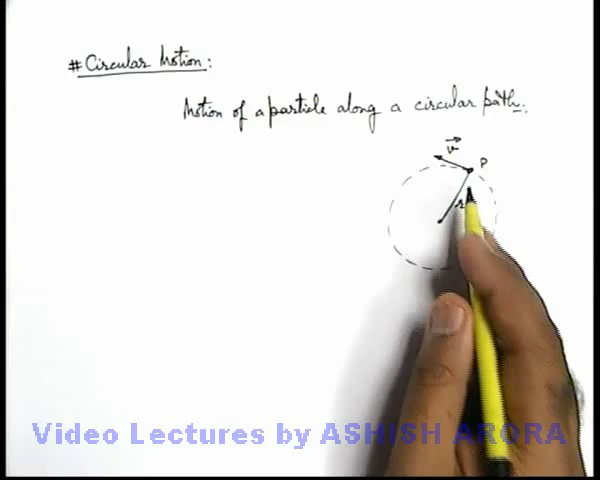 # Circular Motion:
Motion of a particle along a circular path:
v
P
r
Video Lectures by ASHISH ARORA